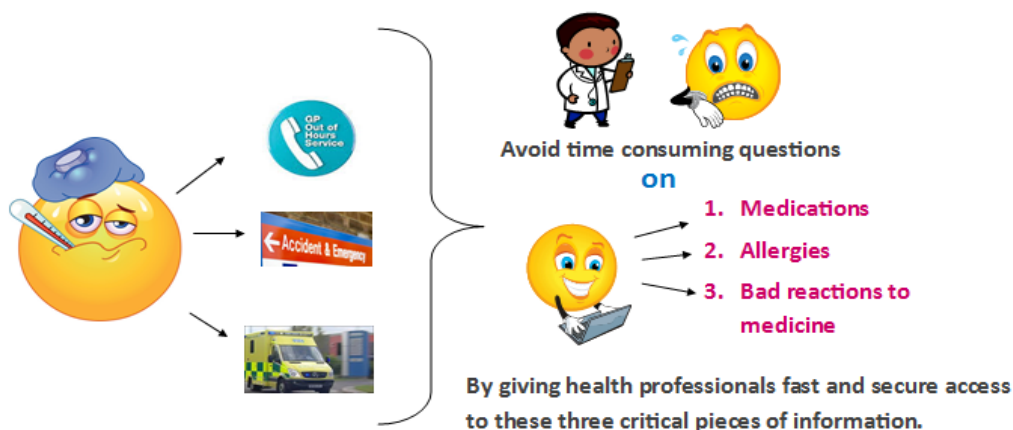 GP
Out of
Hours
Service
Accident & Emergency
Avoid time consuming questions
on
1. Medications
2. Allergies
3. Bad reactions to
medicine
By giving health professionals fast and secure access
to these three critical pieces of information.